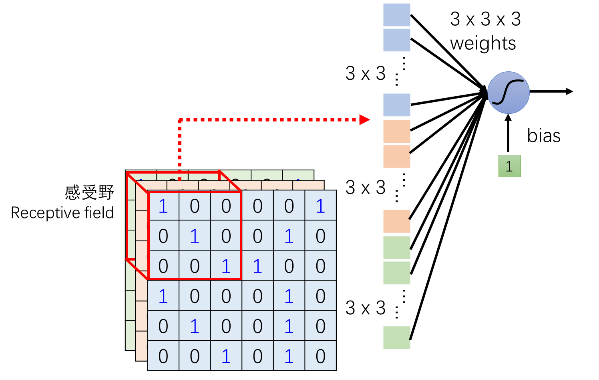 3 x 3 x 3
weights
3 x 3
⋮
bias
1
感受野
Receptive field
3 x 3
⋮
3 x 3
⋮
1 0 0 0 0 1
0 1 0 0 1 0
0 0 1 1 0 0
1 0 0 0 1 0
0 1 0 0 1 0
0 0 1 0 1 0